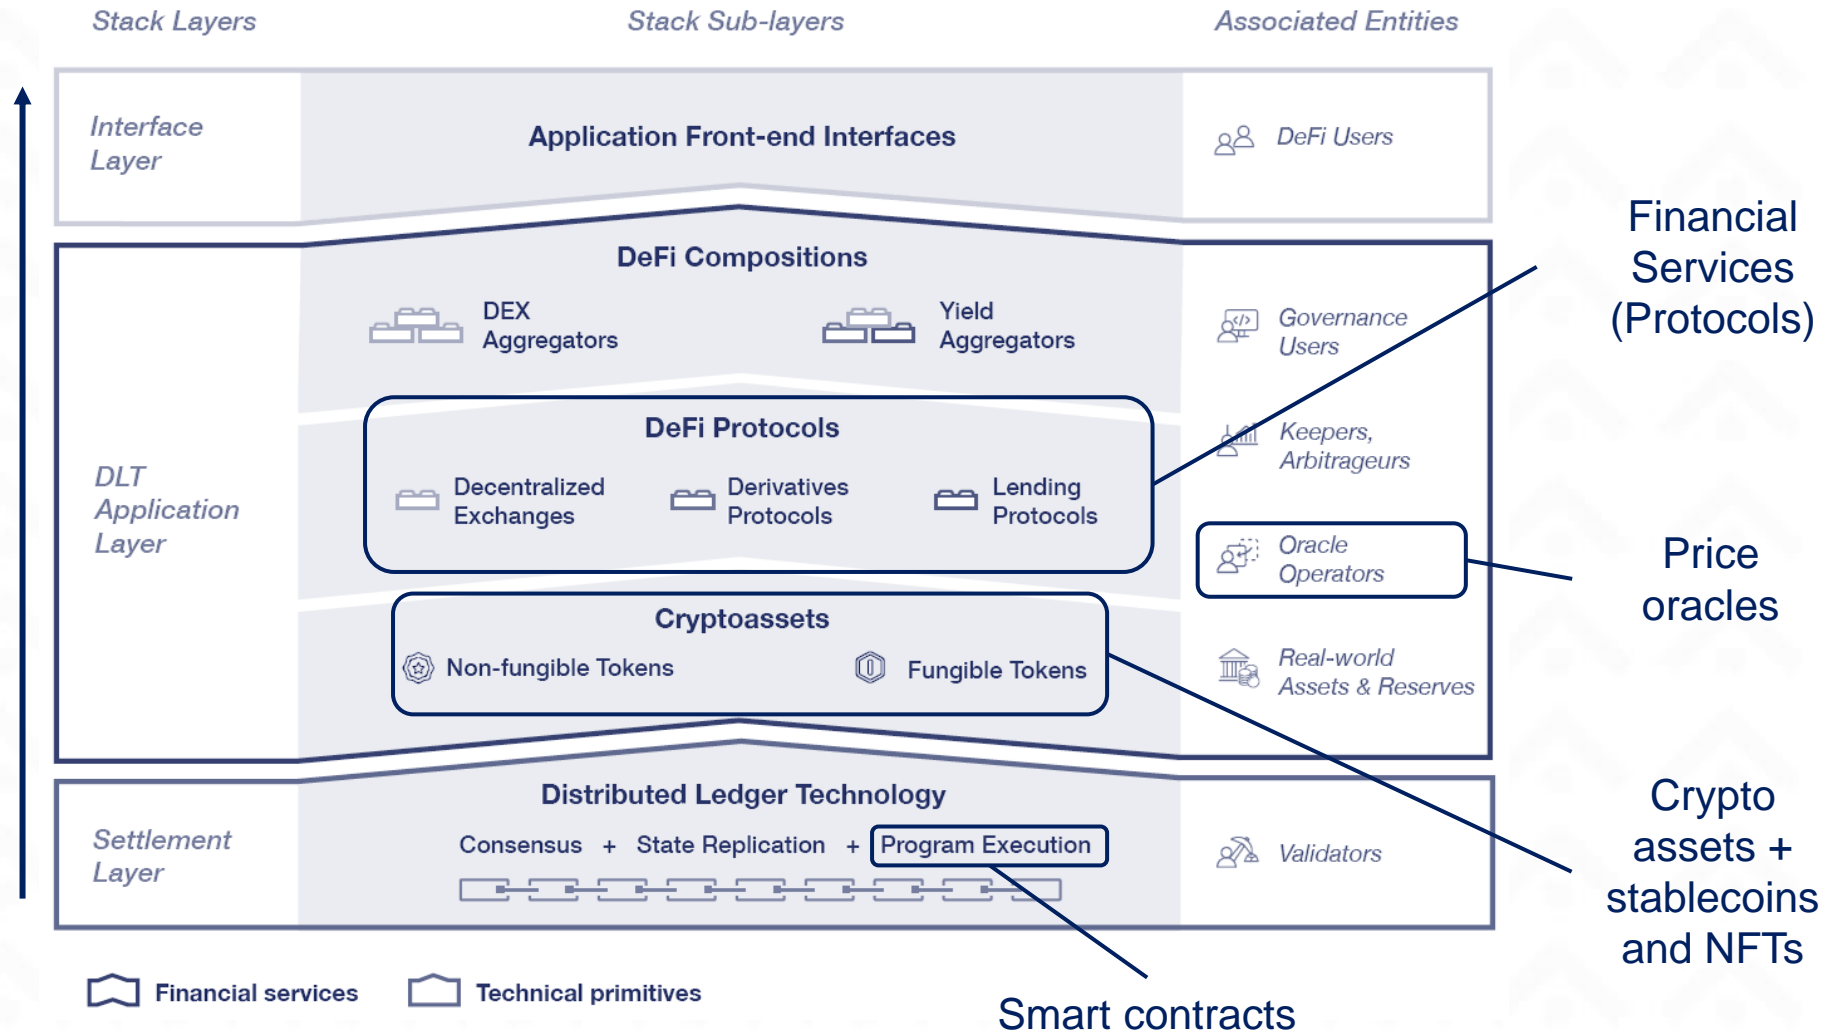 Stack Layers
Stack Sub-layers
Associated Entities
Interface
Layer
Application Front-end Interfaces
DeFi Users
DLT
Application
Layer
DeFi Compositions
DEX
Aggregators
Yield
Aggregators
DeFi Protocols
Decentralized
Exchanges
Derivatives
Protocols
Lending
Protocols
Cryptoassets
Non-fungible Tokens
Fungible Tokens
Governance
Users
Keepers,
Arbitrageurs
Oracle
Operators
Real-world
Assets & Reserves
Settlement
Layer
Distributed Ledger Technology
Consensus + State Replication + Program Execution
Validators
Financial services
Technical primitives
Financial
Services
(Protocols)
Price
oracles
Crypto
assets +
stablecoins
and NFTs
Smart contracts